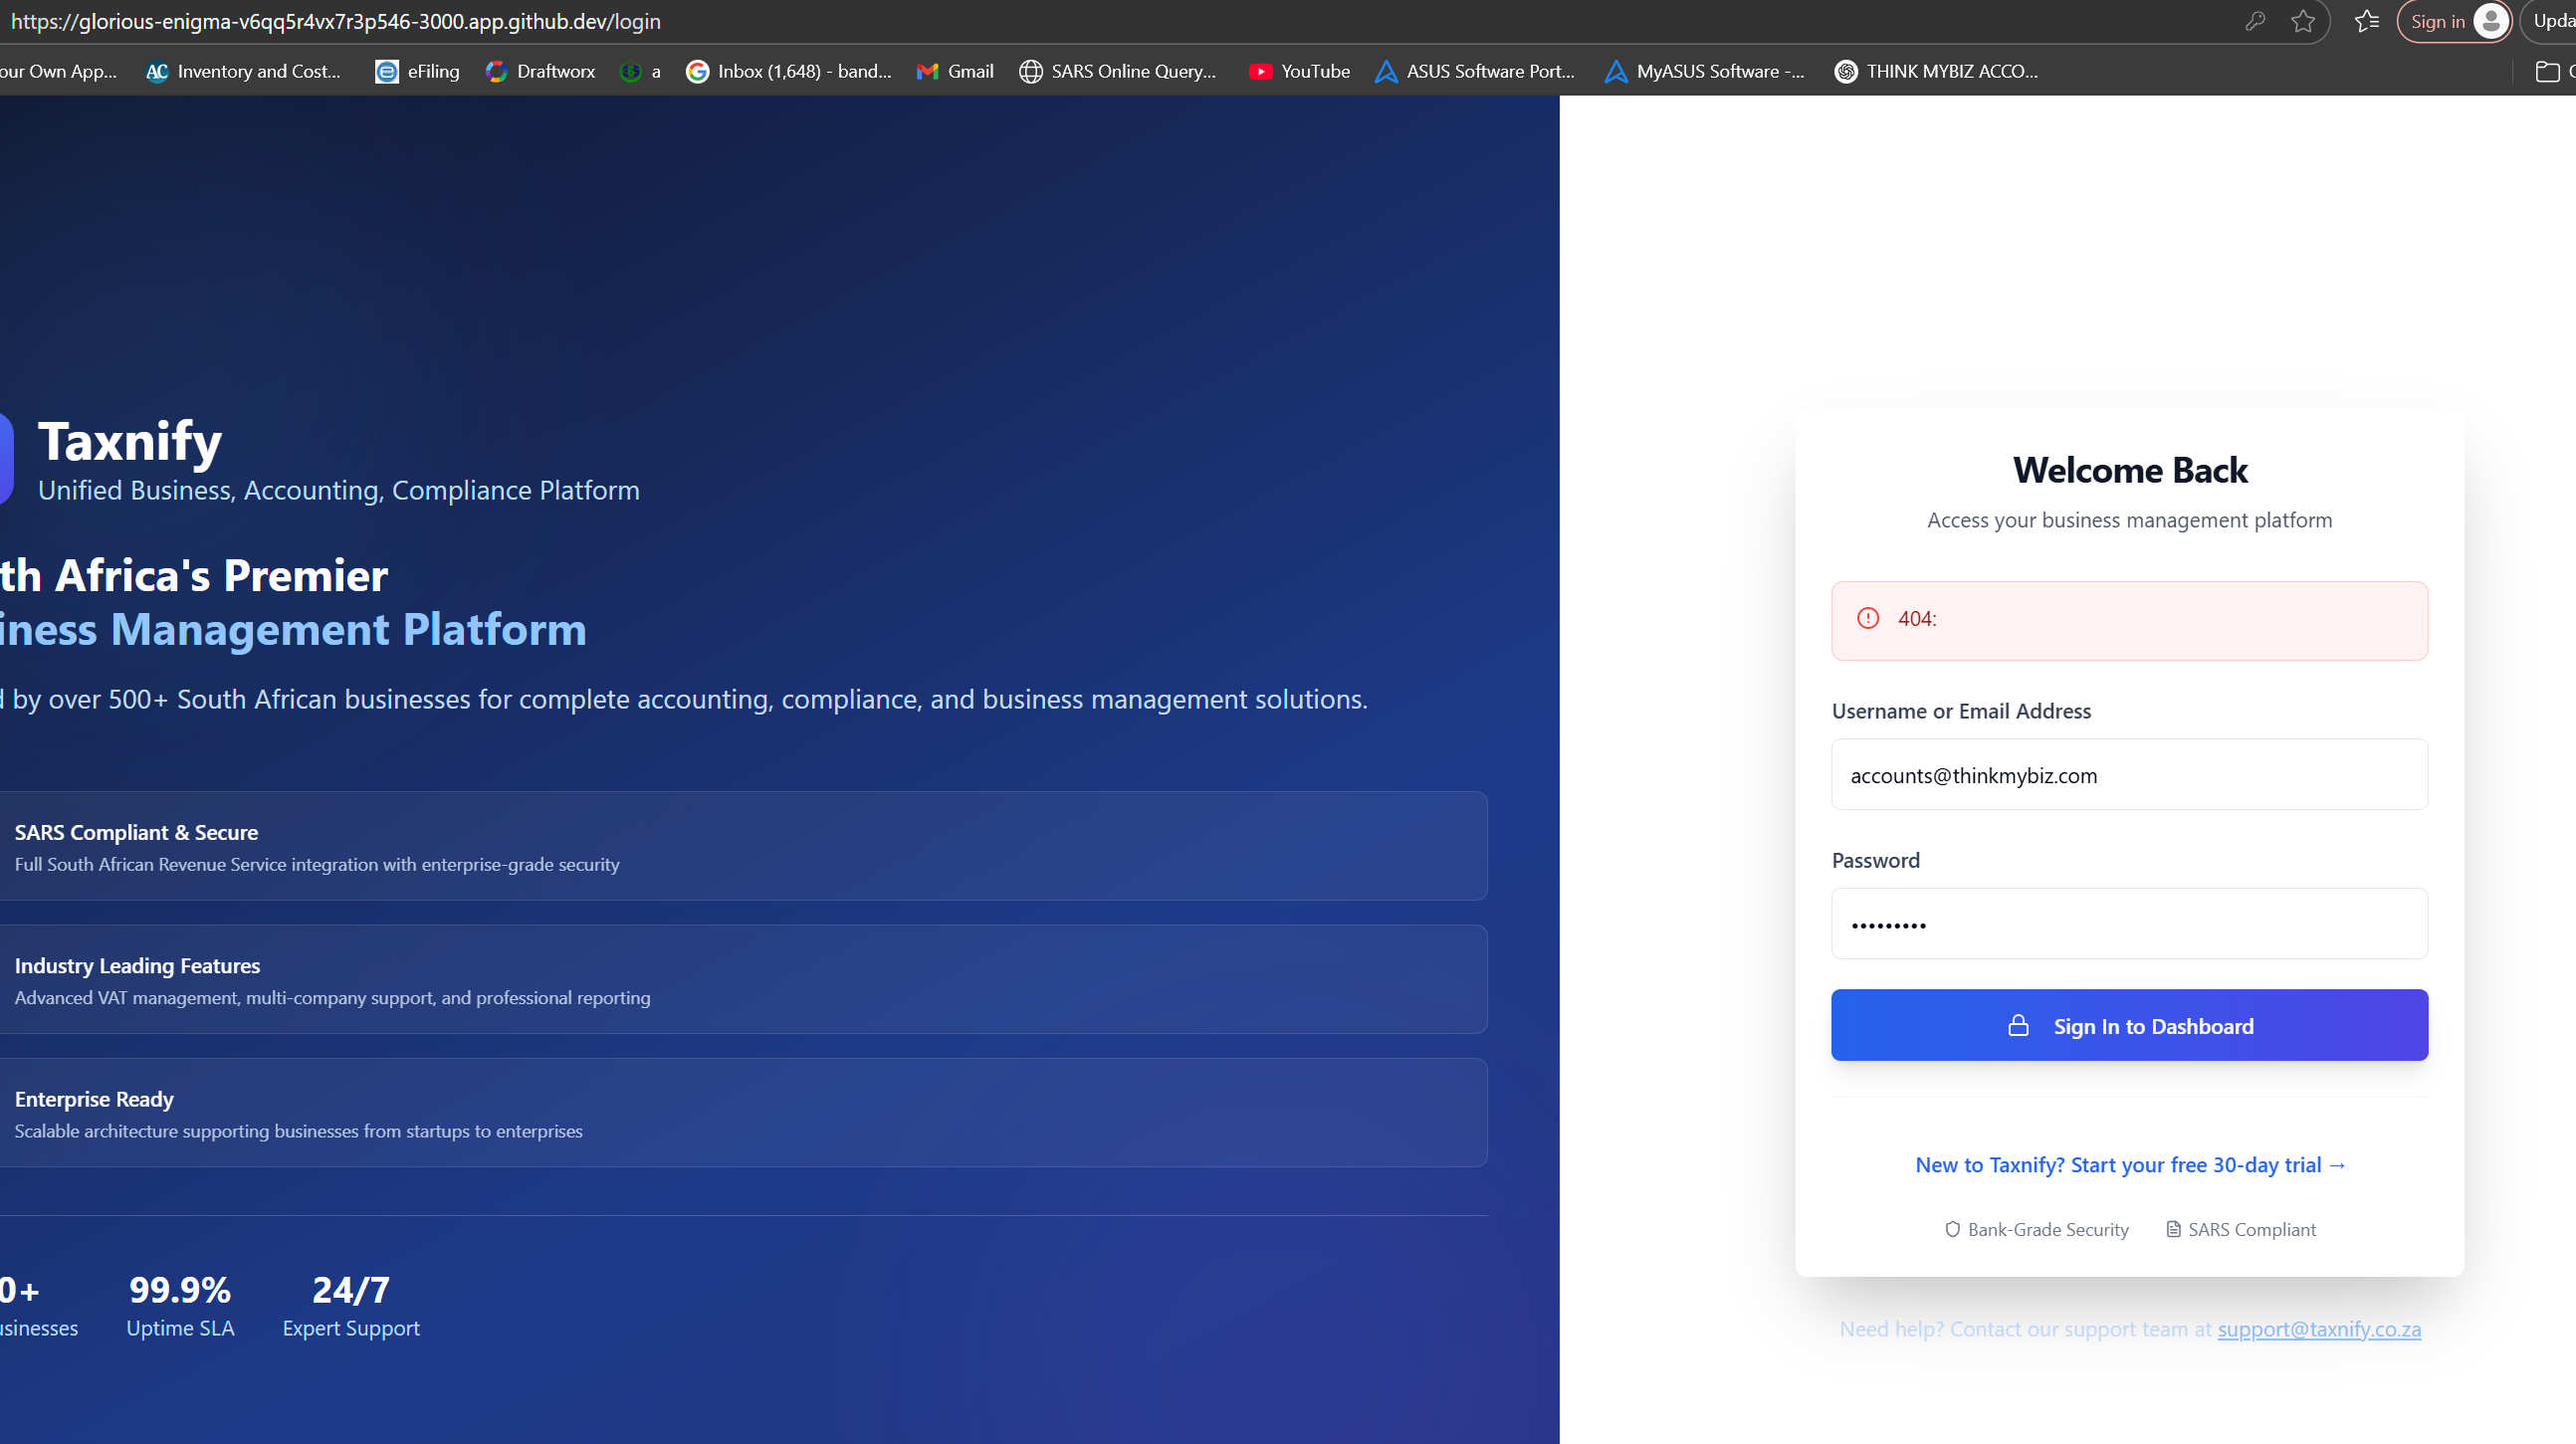 https://glorious-enigma-v6qq5r4vx7r3p546-3000.app.github.dev/login
Sign in
Upda
our Own App...
AC Inventory and Cost...
eFiling
Draftworx
a
Inbox (1,648) - band...
Gmail
SARS Online Query...
YouTube
ASUS Software Port...
MyASUS Software -...
THINK MYBIZ ACCO...
Taxnify
Unified Business, Accounting, Compliance Platform
th Africa's Premier
iness Management Platform
d by over 500+ South African businesses for complete accounting, compliance, and business management solutions.
SARS Compliant & Secure
Full South African Revenue Service integration with enterprise-grade security
Industry Leading Features
Advanced VAT management, multi-company support, and professional reporting
Enterprise Ready
Scalable architecture supporting businesses from startups to enterprises
0+
usinesses
99.9%
Uptime SLA
24/7
Expert Support
Welcome Back
Access your business management platform
404:
Username or Email Address
accounts@thinkmybiz.com
Password
•••••••••
Sign In to Dashboard
New to Taxnify? Start your free 30-day trial →
Bank-Grade Security
SARS Compliant
Need help? Contact our support team at support@taxnify.co.za